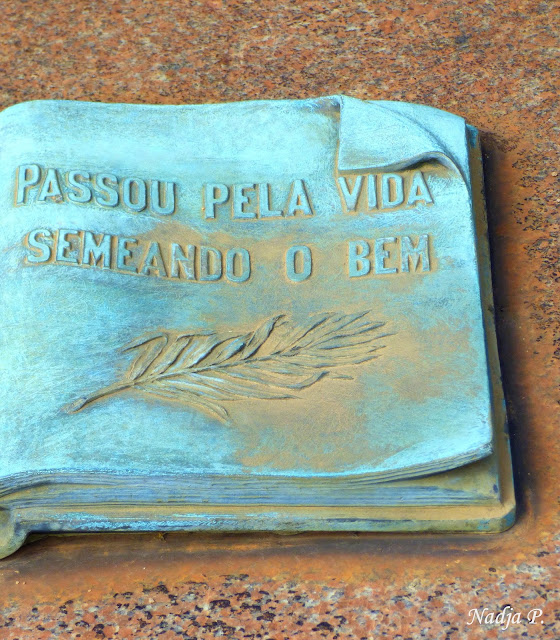 PASSOU PELA VIDA
SEMEANDO O BEM
Nadja P.